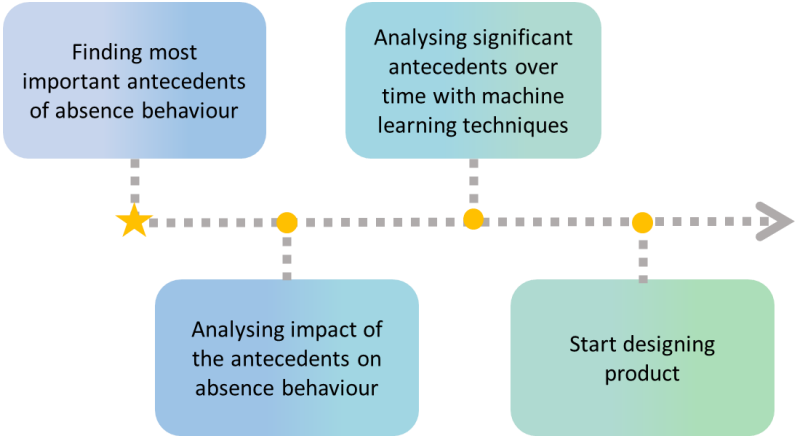 Finding most
important antecedents
of absence behaviour
Analysing impact of
the antecedents on
absence behaviour
Analysing significant
antecedents over
time with machine
learning techniques
Start designing
product